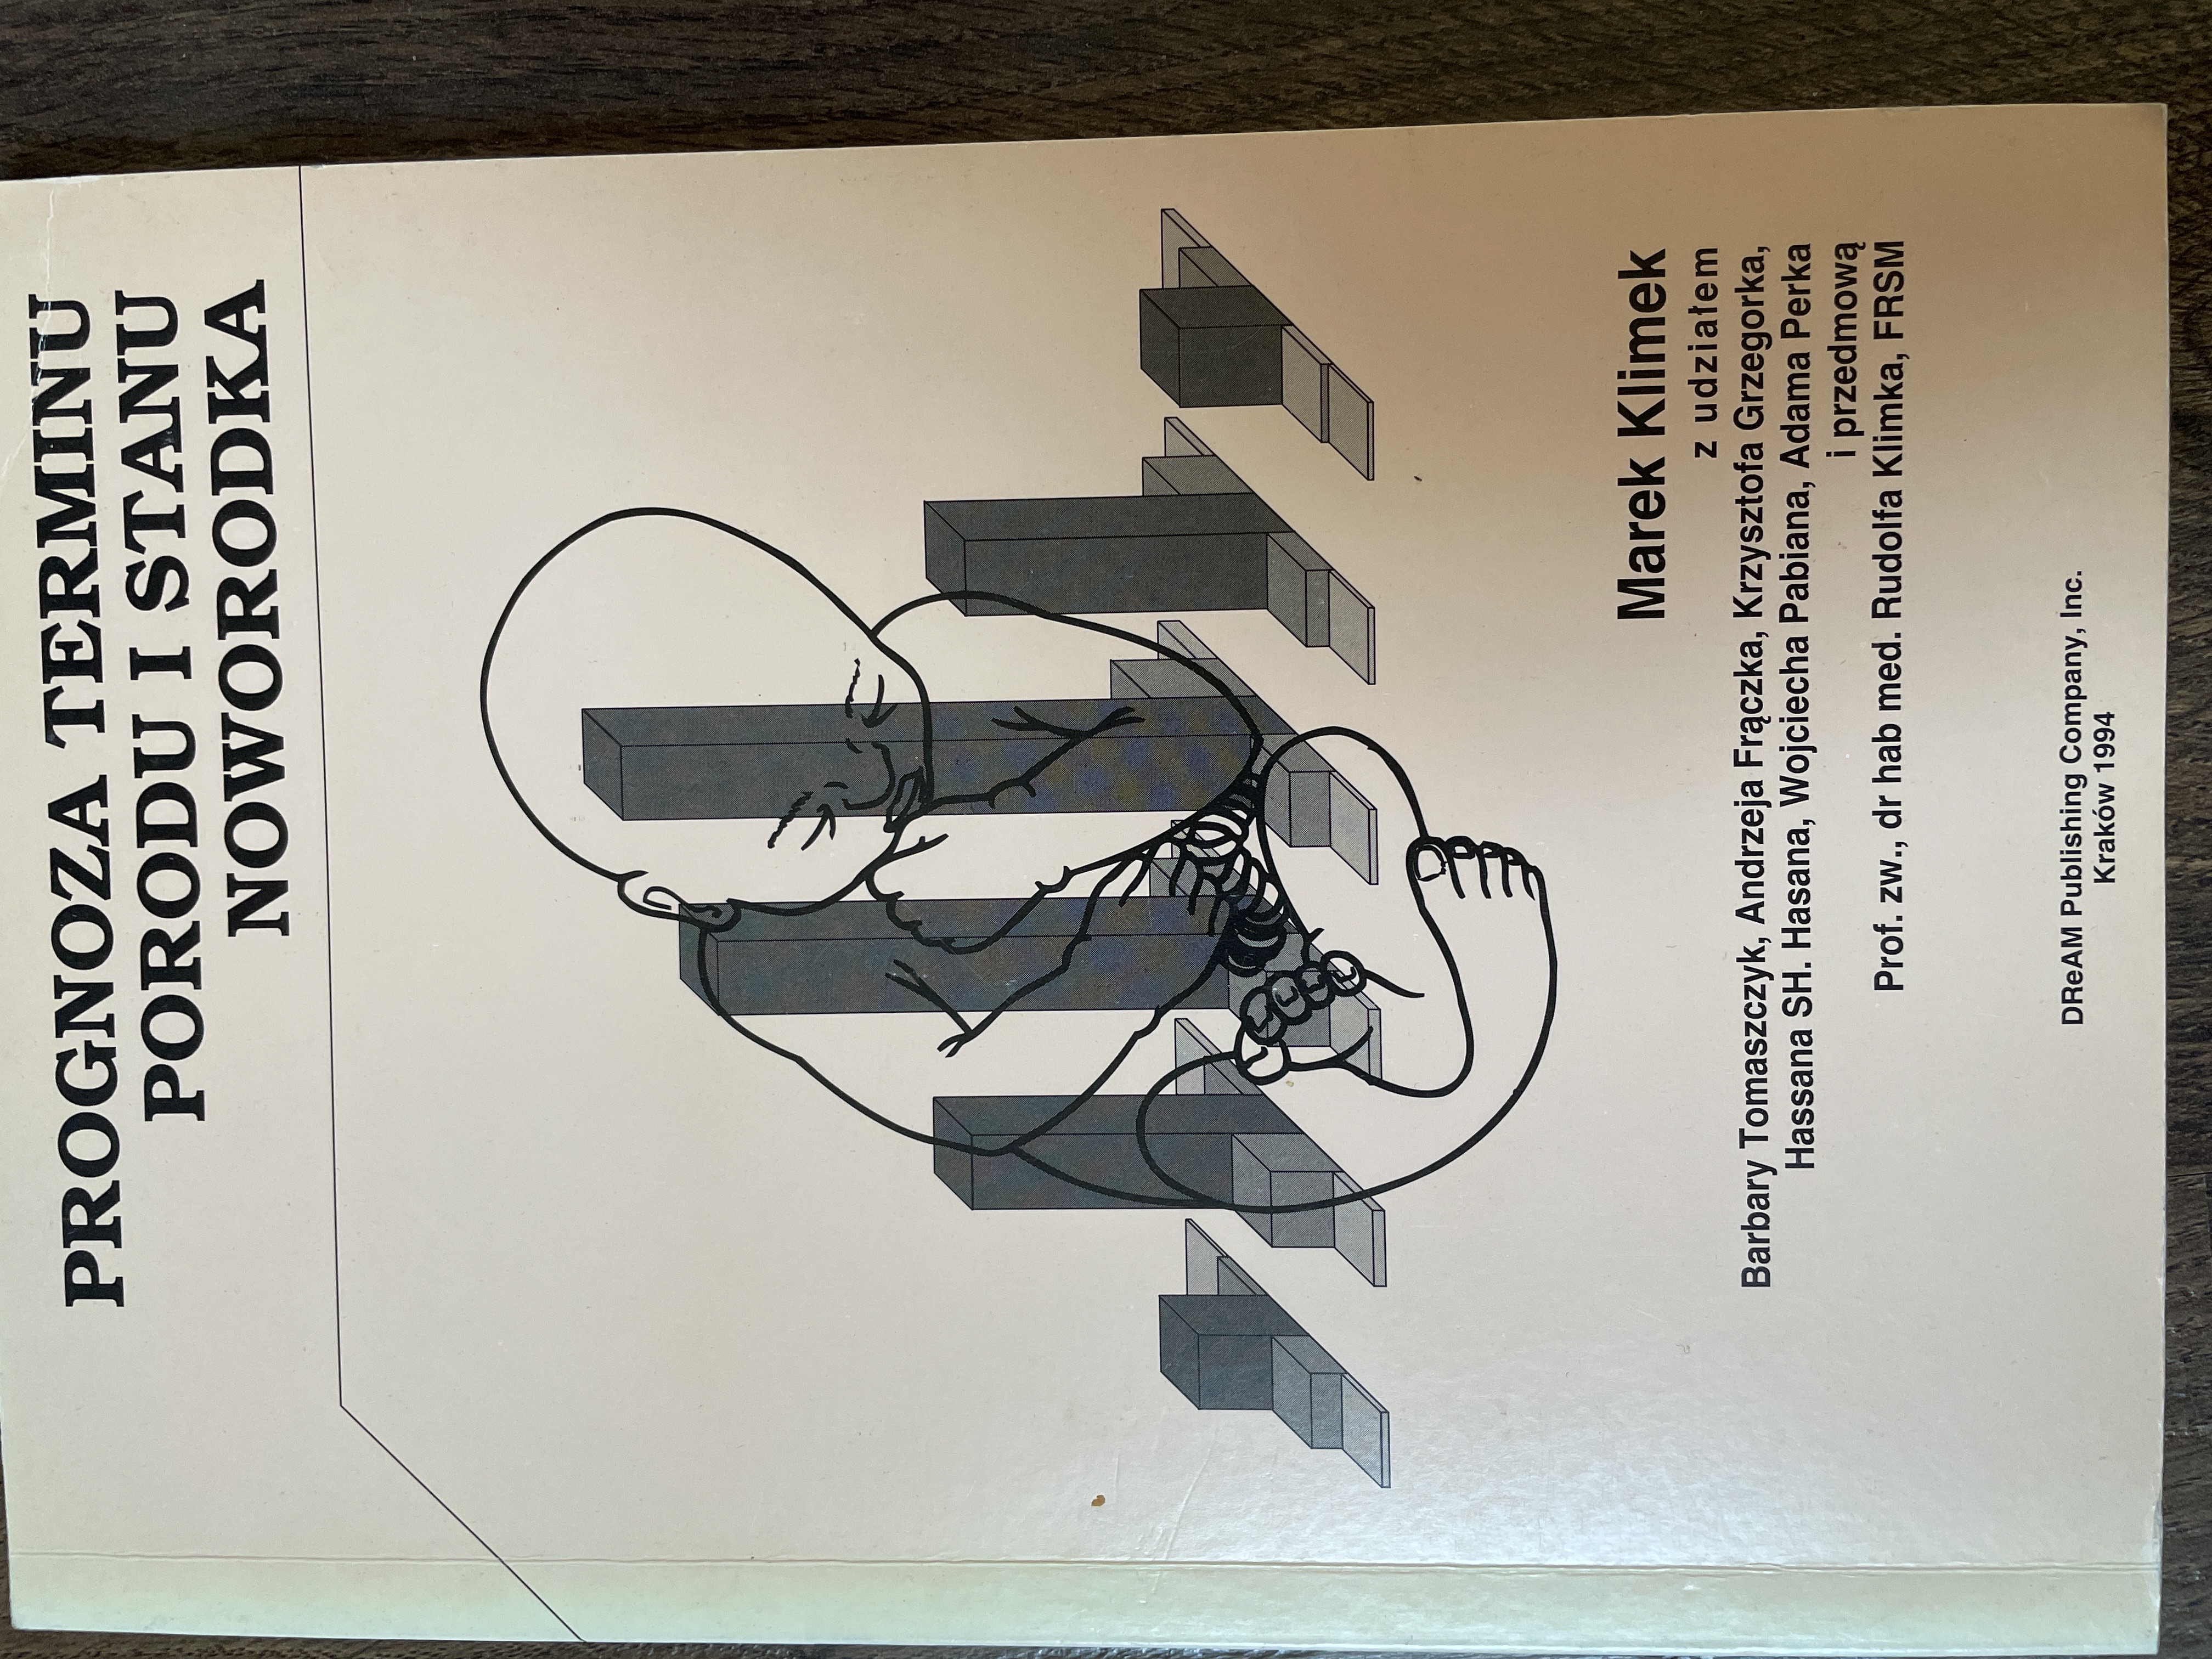 PROGNOZA TERMINU
PORODU I STANU
NOWORODKA
Marek Klimek
z udziałem
Barbary Tomaszczyk, Andrzeja Frączka, Krzysztofa Grzegorka,
Hassana SH. Hasana, Wojciecha Pabiana, Adama Perka
i przedmową
Prof. zw., dr hab med. Rudolfa Klimka, FRSM
DReAM Publishing Company, Inc.
Kraków 1994